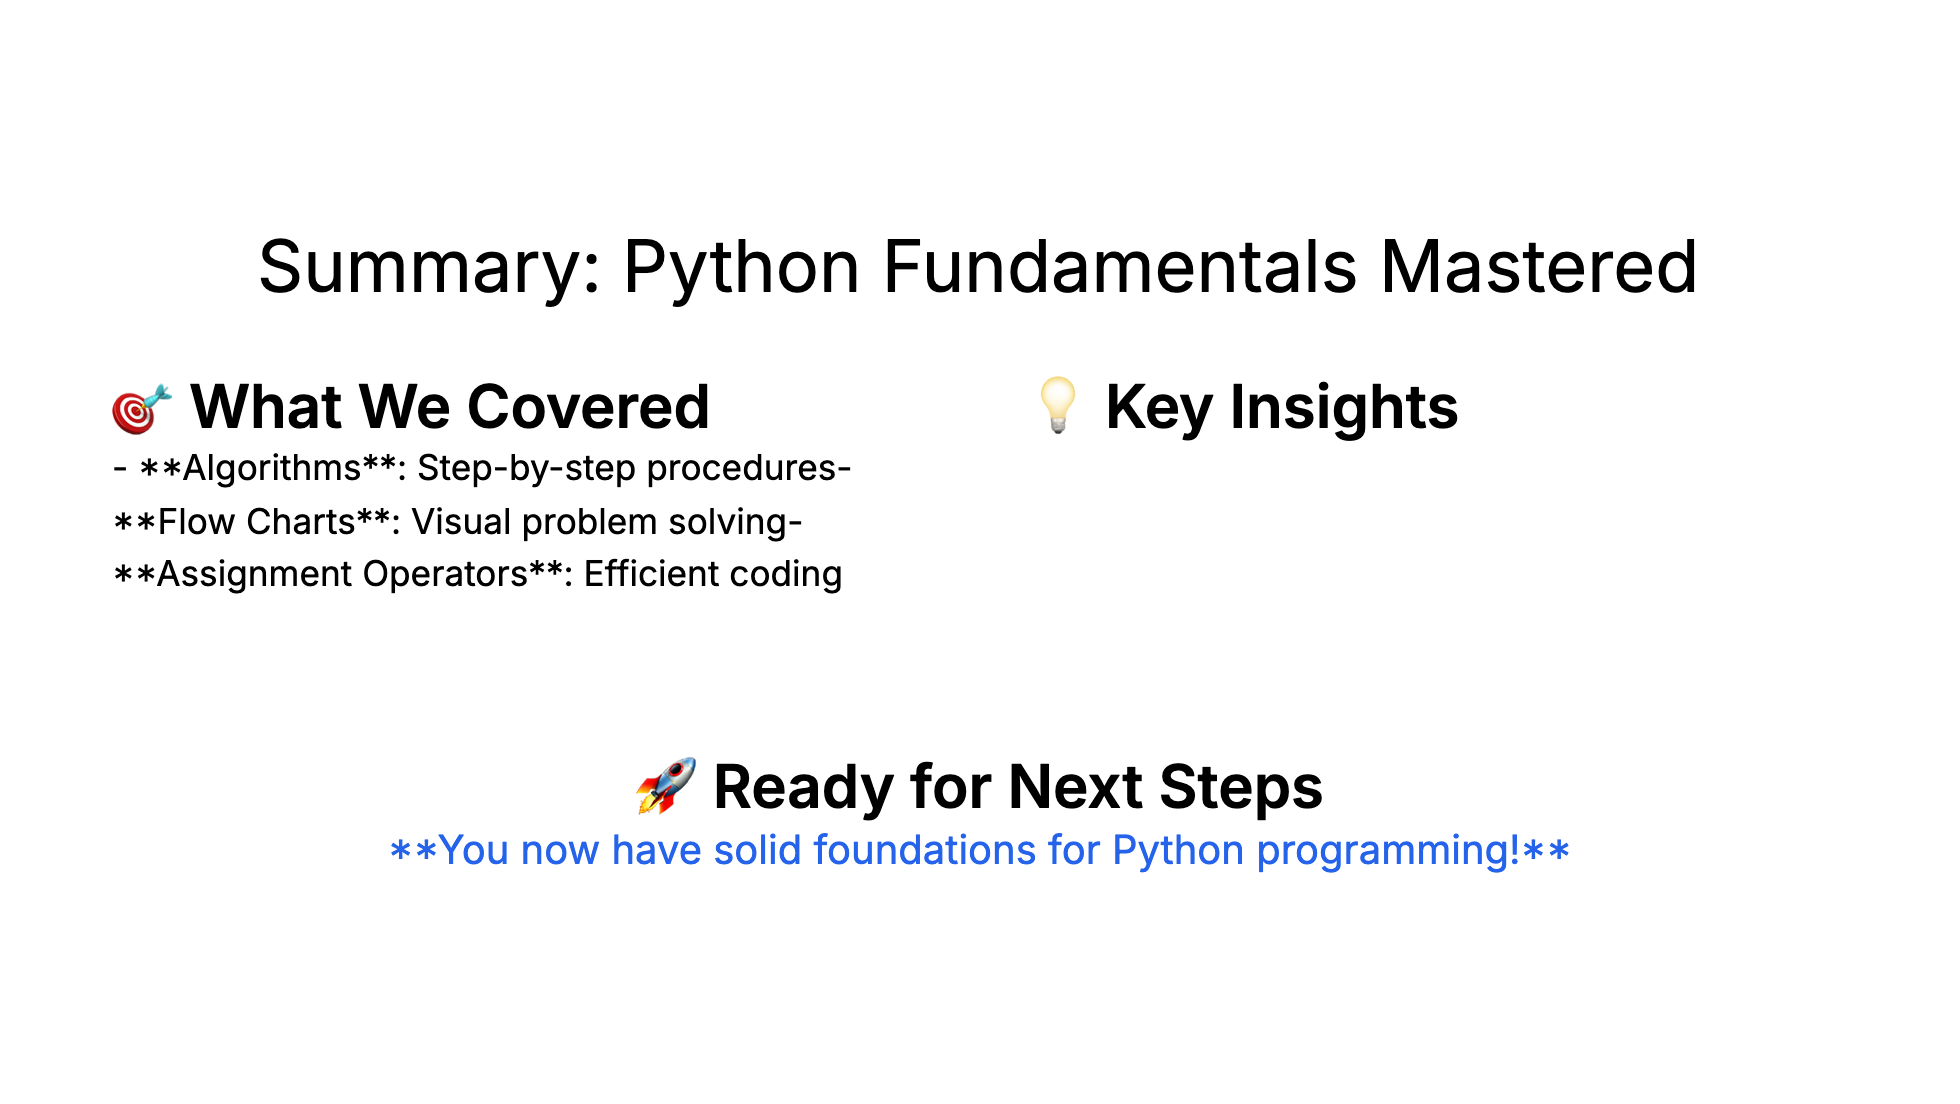 Summary: Python Fundamentals Mastered
🎯 What We Covered
- **Algorithms**: Step-by-step procedures-
**Flow Charts**: Visual problem solving-
**Assignment Operators**: Efficient coding
💡 Key Insights
🚀 Ready for Next Steps
**You now have solid foundations for Python programming!**